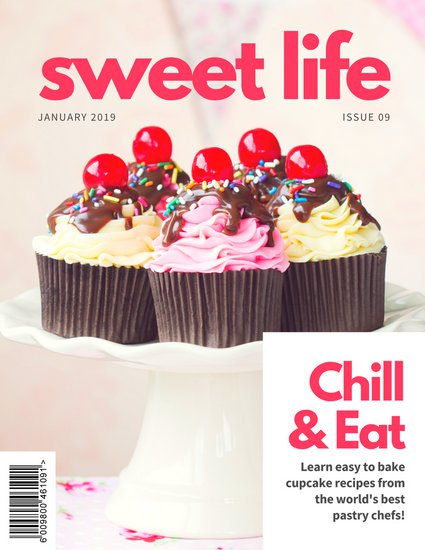 sweet life
JANUARY 2019 ISSUE 09
Chill
& Eat
Learn easy to bake
cupcake recipes from
the world's best
pastry chefs!
6"009800"461091">